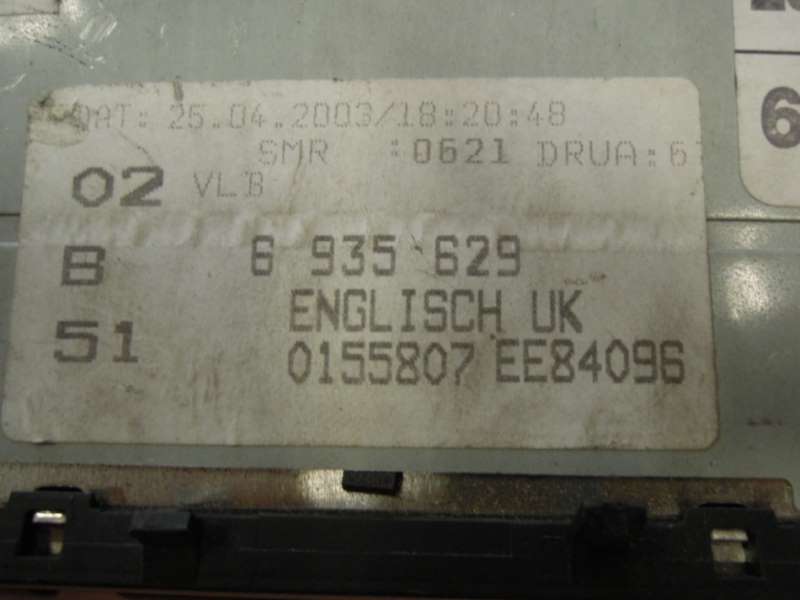 DAT: 25.04.2003/18:20:48
SMR :0621 DRUA:6
02 VLB
B 6 935 629
ENGLISCH UK
51 0155807 EE84096
6